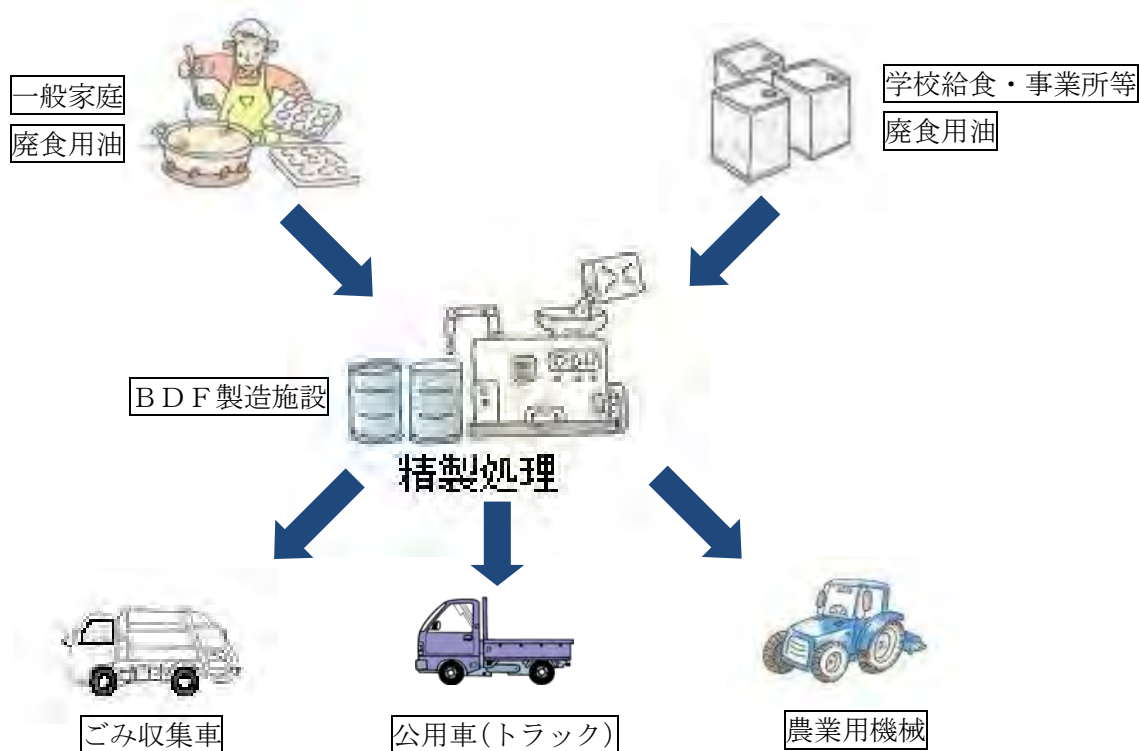 一般家庭
廃食用油
学校給食・事業所等
廃食用油
ＢＤＦ製造施設
精製処理
ごみ収集車
公用車(トラック)
農業用機械